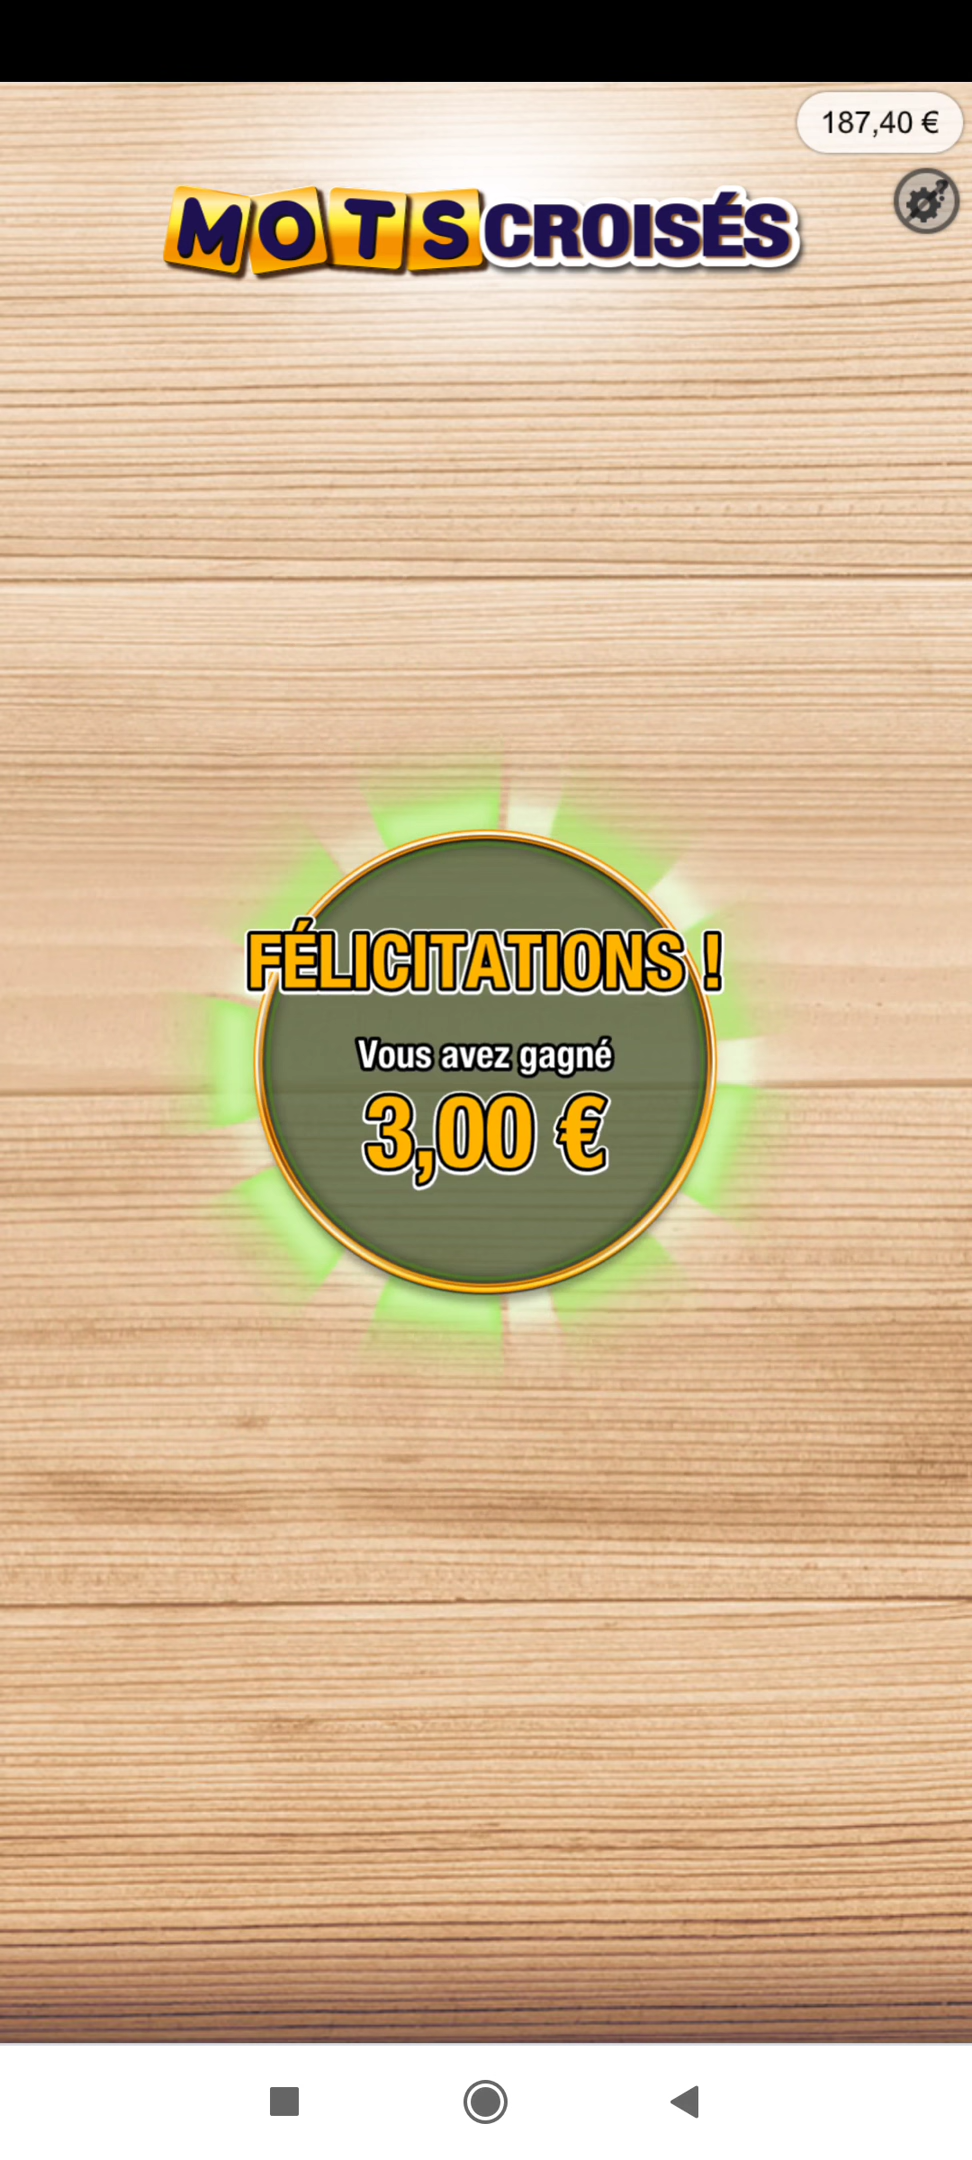 187,40 €
MOTS CROISÉS
FÉLICITATIONS !
Vous avez gagné
3,00 €